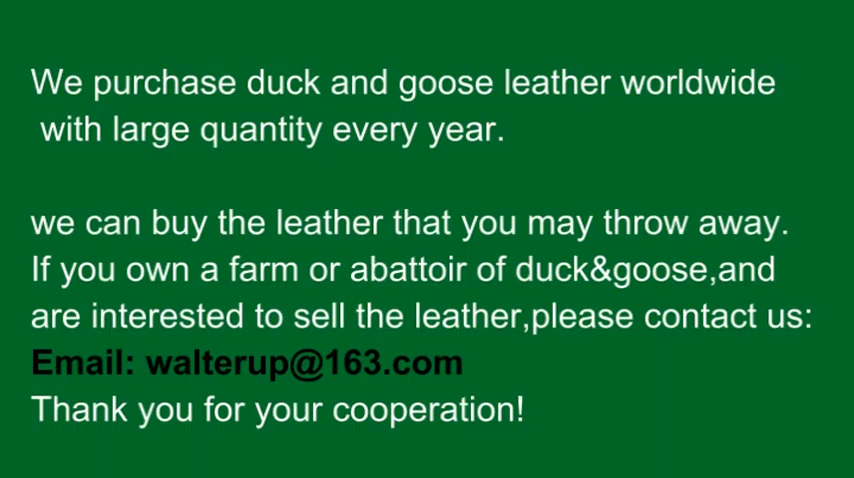 We purchase duck and goose leather worldwide
with large quantity every year.
we can buy the leather that you may throw away.
If you own a farm or abattoir of duck&goose,and
are interested to sell the leather,please contact us:
Email: walterup@163.com
Thank you for your cooperation!